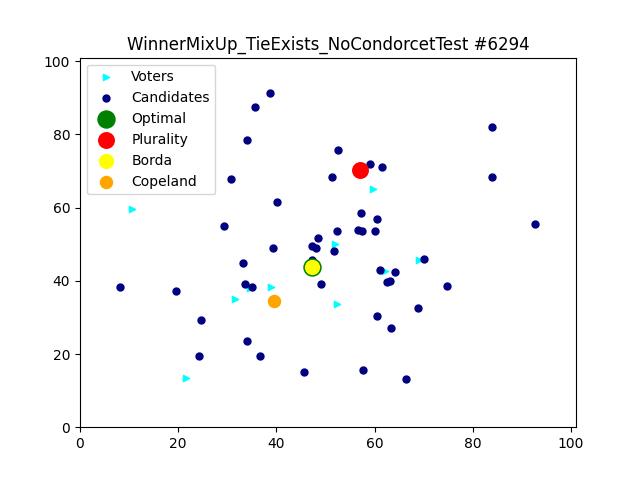 WinnerMixUp_TieExists_NoCondorcetTest #6294
100
80
60
40
20
0
Voters
Candidates
Optimal
Plurality
Borda
Copeland
0 20 40 60 80 100